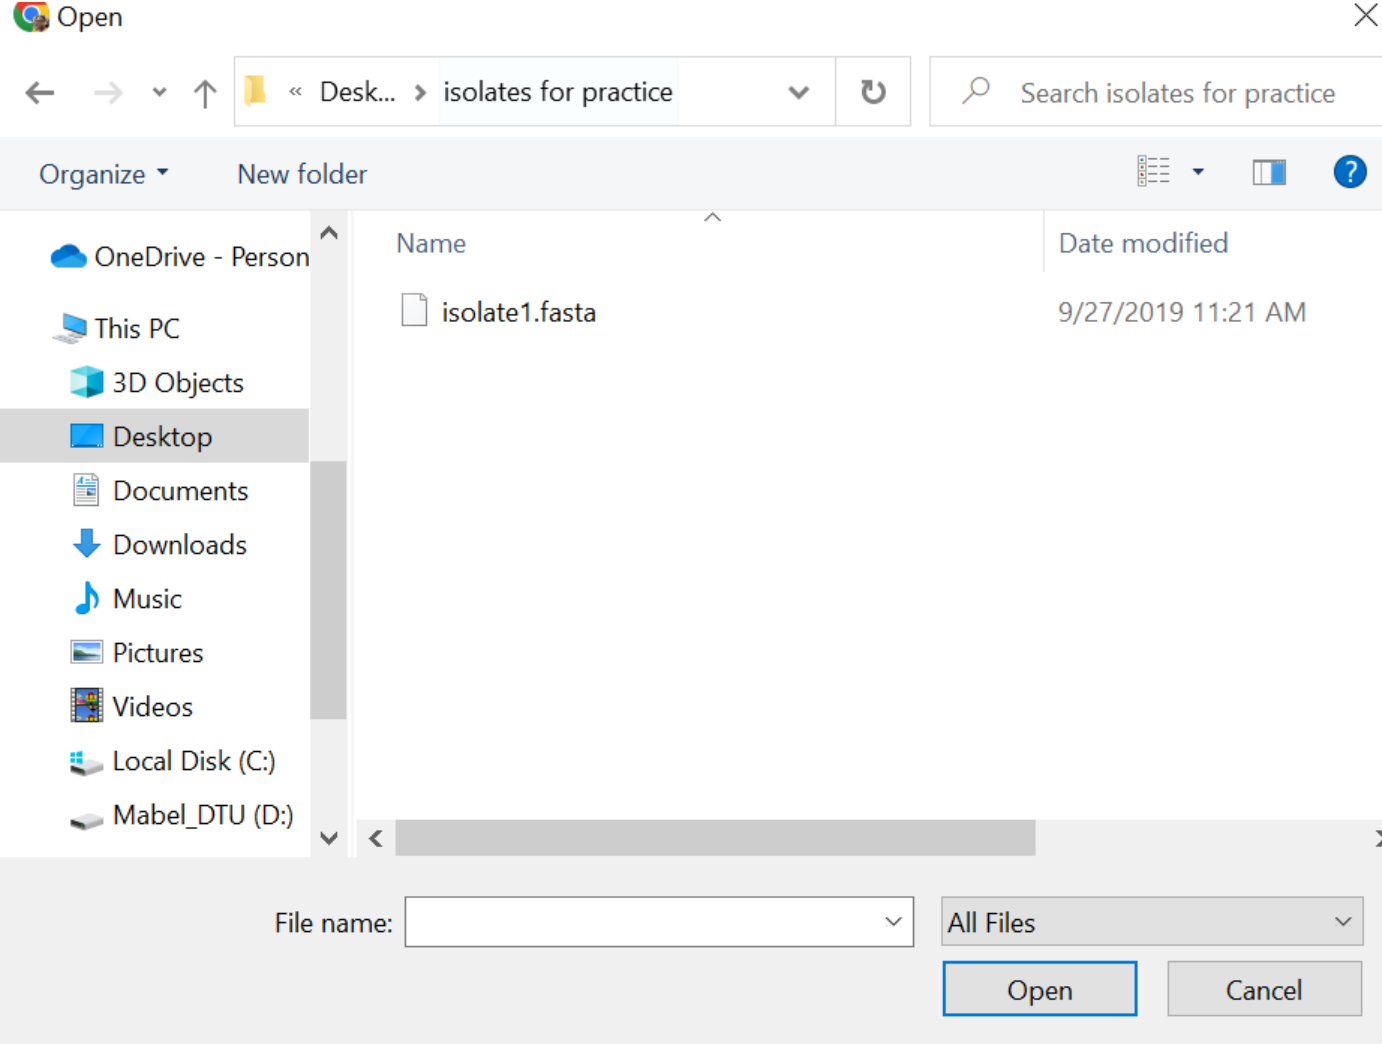 Open
« Desk... > isolates for practice
Search isolates for practice
Organize
New folder
?
OneDrive - Person
This PC
3D Objects
Desktop
Documents
Downloads
Music
Pictures
Videos
Local Disk (C:)
Mabel_DTU (D:)
Name
Date modified
isolate1.fasta
9/27/2019 11:21 AM
File name:
All Files
Open
Cancel